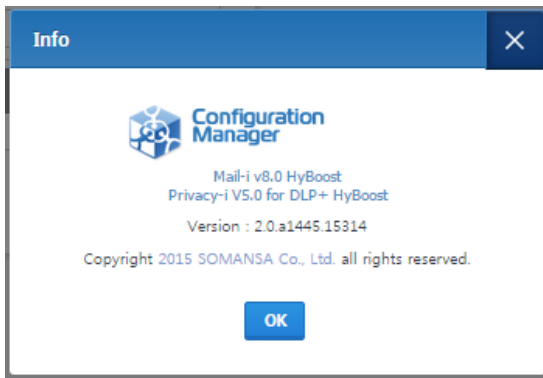 Info
Configuration
Manager
Mail-i v8.0 HyBoost
Privacy-i V5.0 for DLP+ HyBoost
Version : 2.0.a1445.15314
Copyright 2015 SOMANSA Co., Ltd. all rights reserved.
OK